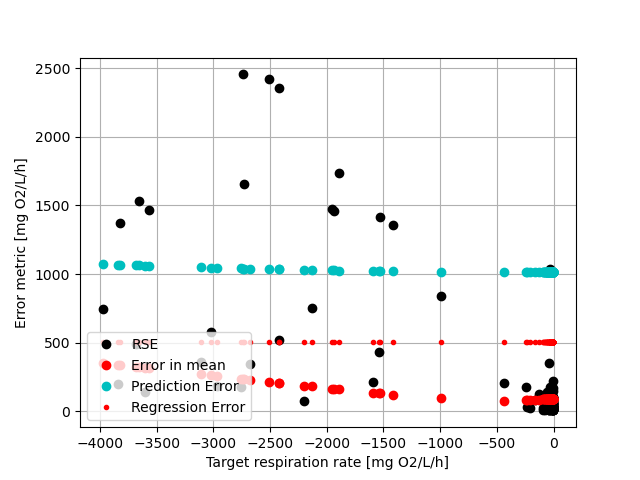 2500
2000
1500
1000
500
0
Error metric [mg O2/L/h]
RSE
Error in mean
Prediction Error
Regression Error
−4000 −3500 −3000 −2500 −2000 −1500 −1000 −500 0
Target respiration rate [mg O2/L/h]